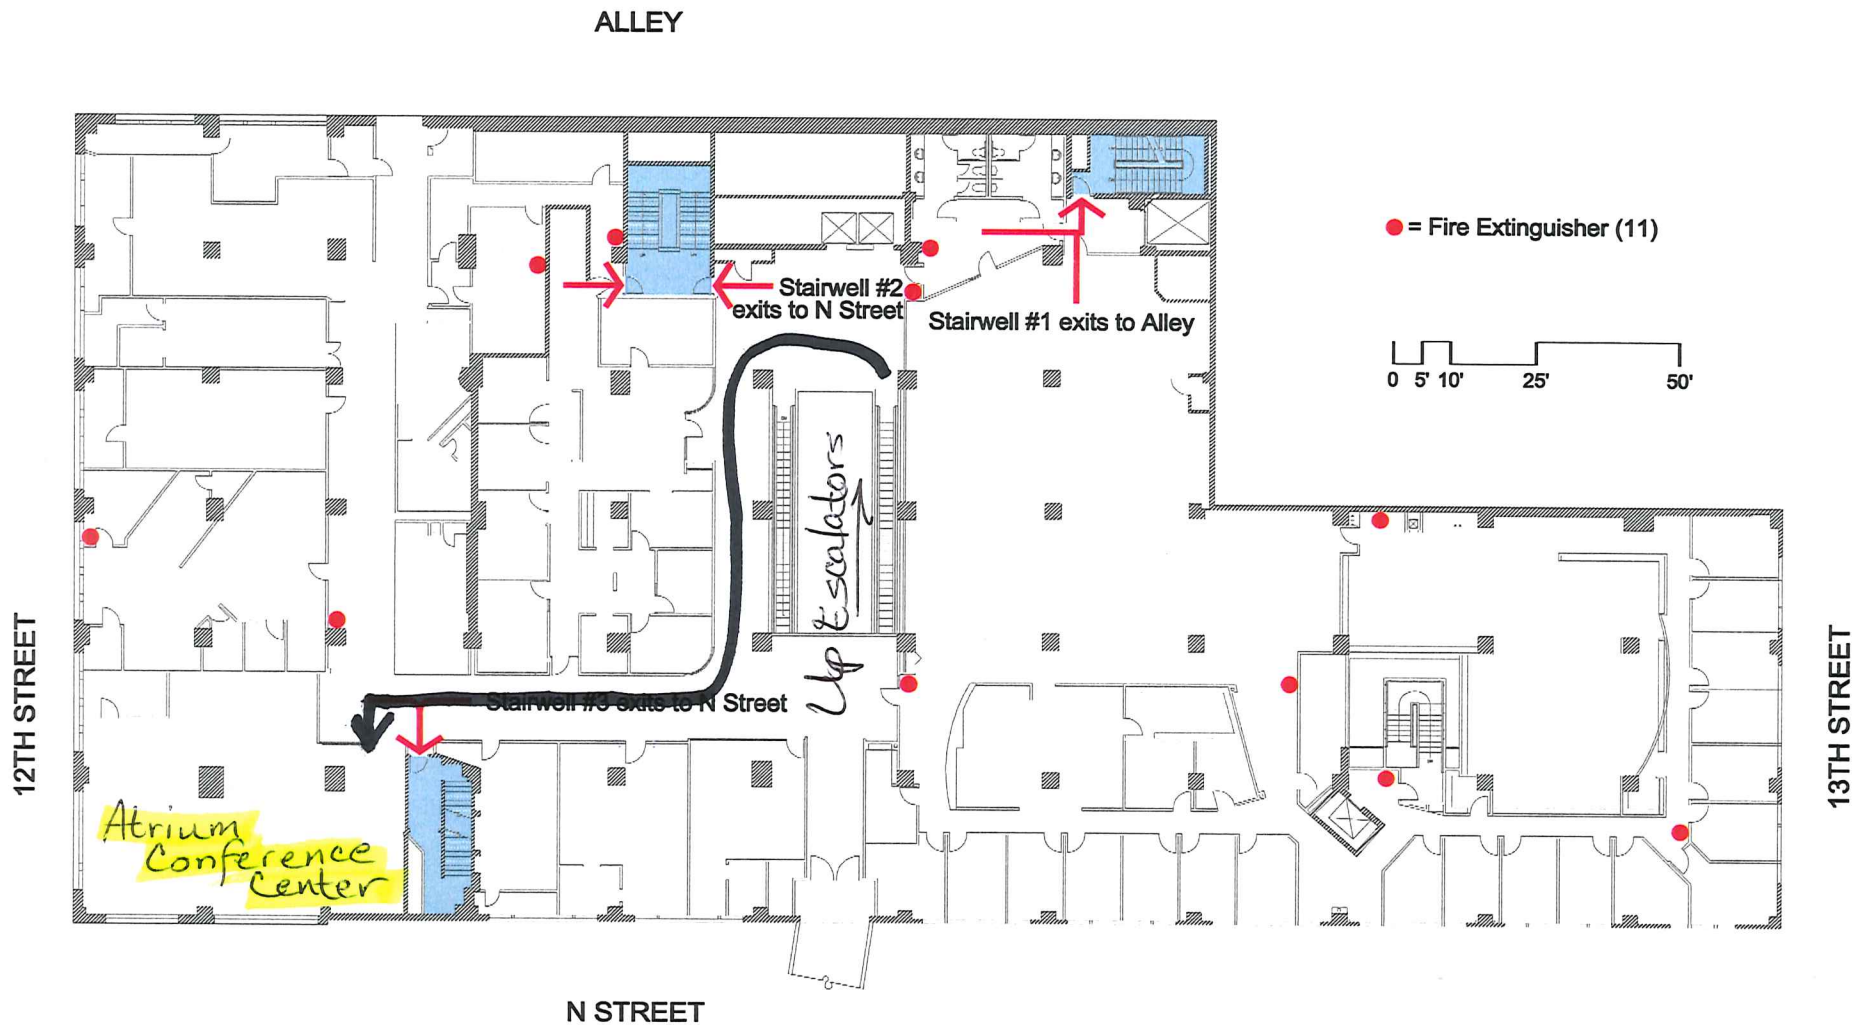 ALLEY
= Fire Extinguisher (11)
Stairwell #2
exits to N Street
Stairwell #1 exits to Alley
0 5' 10' 25' 50'
Up Escalators
12TH STREET
13TH STREET
Stairwell #3 exits to N Street
Atrium
Conference
Center
N STREET